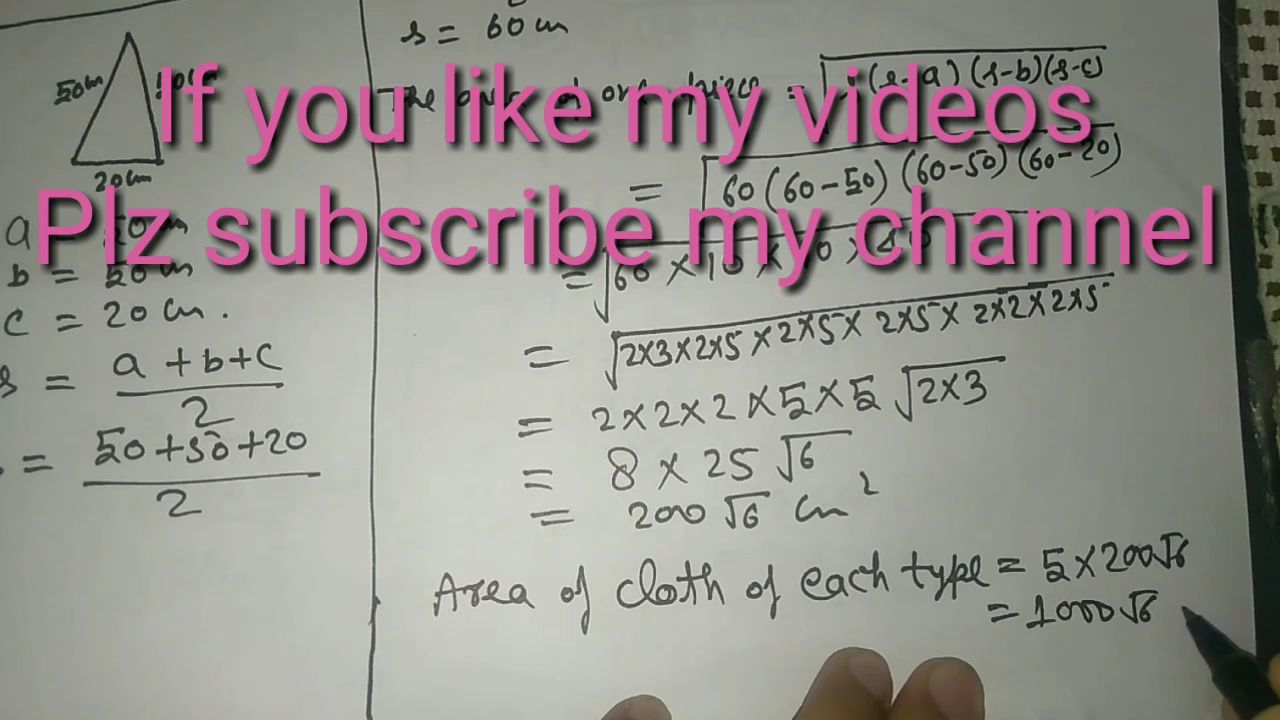 50cm
20cm
b = 50 cm
c = 20 cm.
s = a + b + c / 2
= 50 + 50 + 20 / 2
s = 60 cm
If you like my videos
Plz subscribe my channel
= √60 (60-50) (60-50) (60-20)
= √2×3×2×5×2×5×2×5×2×2×2×5
= 2×2×2×5×5 √2×3
= 8 × 25 √6
= 200 √6 cm²
Area of cloth of each type = 5×200√6
= 1000√6